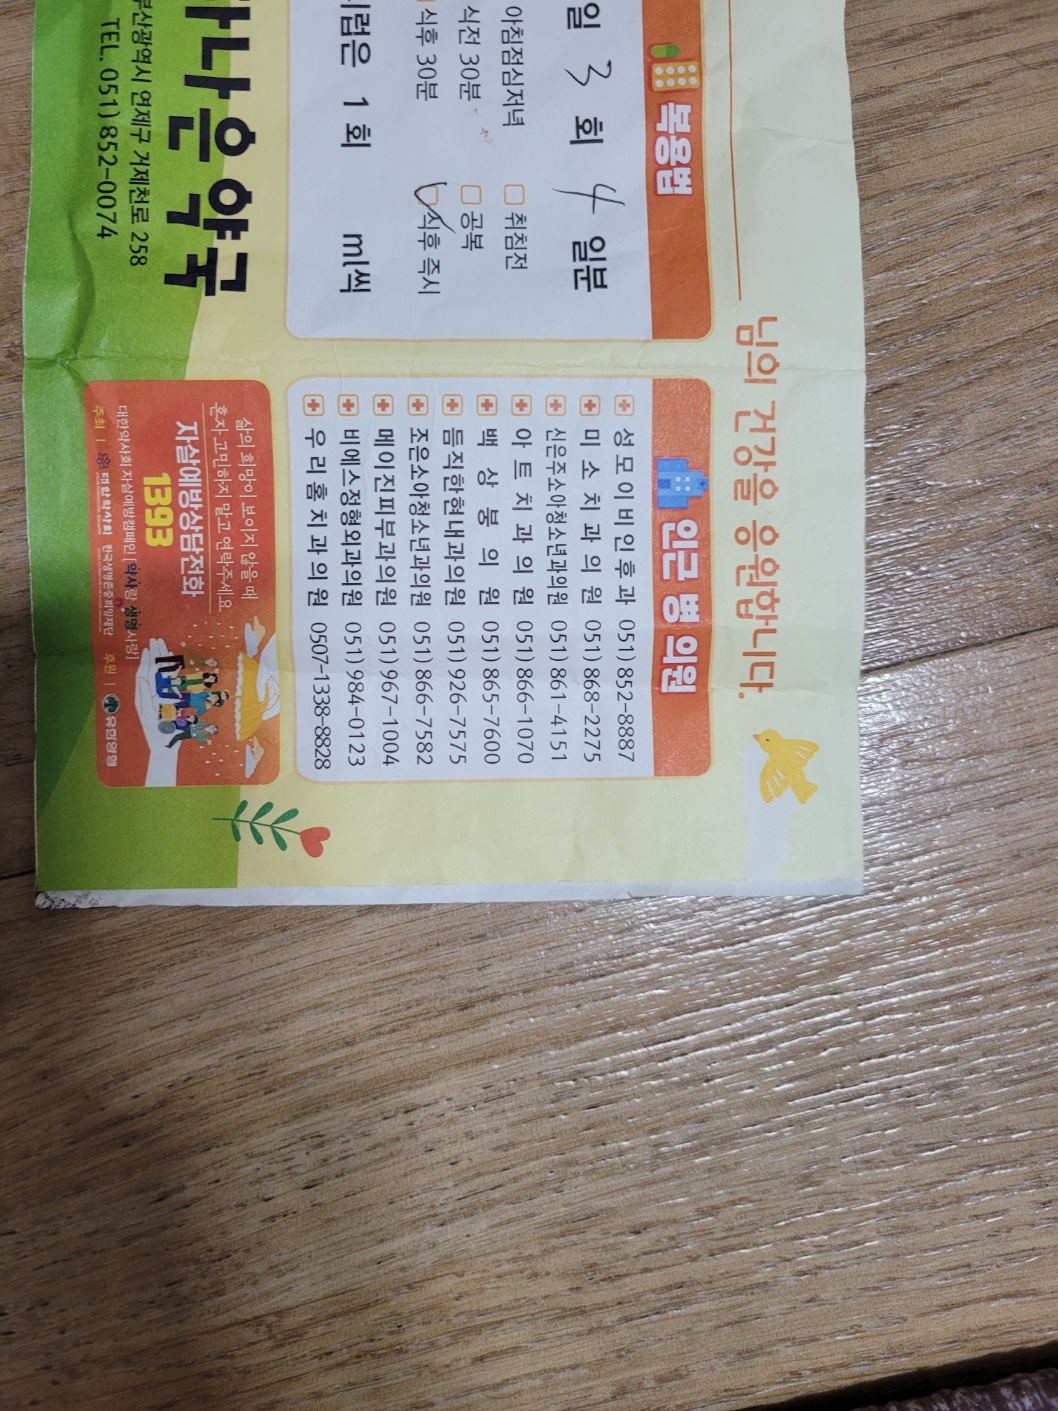 님의 건강을 응원합니다.
복용법
일 3 회 4 일분
아침점심저녁 취침전
식전 30분 공복
식후 30분 식후 즉시
시럽은 1 회 ml씩
인근 병 의원
성모이비인후과 051)852-8887
미소치과의원 051)868-2275
신은주소아청소년과의원 051)861-4151
아트치과의원 051)866-1070
백상붕의원 051)865-7600
듬직한현내과의원 051)926-7575
조은소아청소년과의원 051)866-7582
메이진피부과의원 051)967-1004
비에스정형외과의원 051)984-0123
우리홈치과의원 0507-1338-8828
하나은약국
부산광역시 연제구 거제천로 258
TEL. 051)852-0074
삶의 희망이 보이지 않을 때
혼자 고민하지 말고 연락주세요
자살예방상담전화
1393
대한약사회 자살예방캠페인 [약사랑 생명사랑]
주최 | 대한약사회 한국생명존중희망재단 후원 | 유한양행